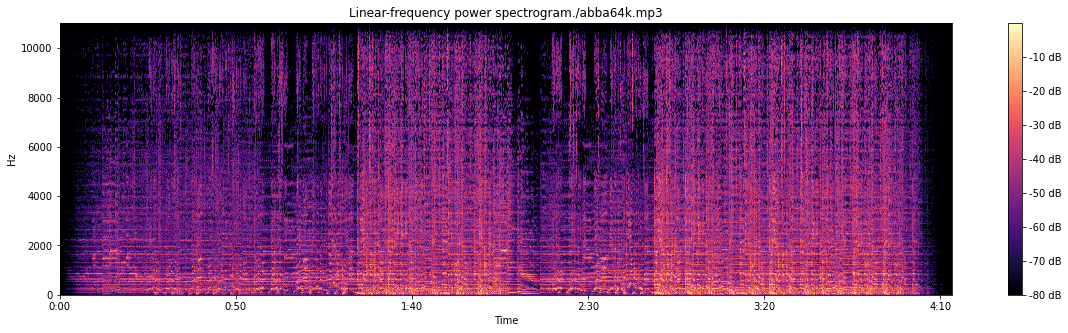 Linear-frequency power spectrogram./abba64k.mp3
10000
8000
6000
4000
2000
0
Hz
0:00
0:50
1:40
2:30
3:20
4:10
Time
-10 dB
-20 dB
-30 dB
-40 dB
-50 dB
-60 dB
-70 dB
-80 dB